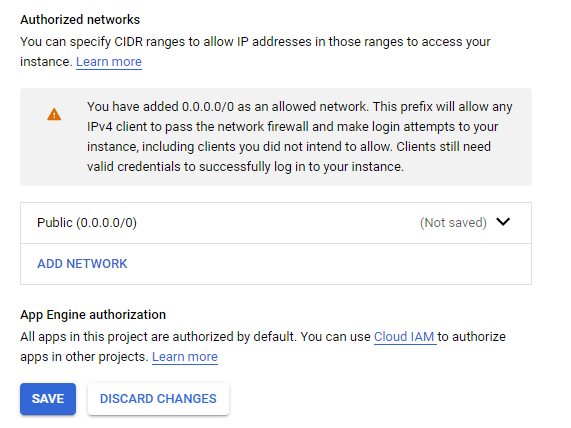 Authorized networks
You can specify CIDR ranges to allow IP addresses in those ranges to access your
instance. Learn more
You have added 0.0.0.0/0 as an allowed network. This prefix will allow any
IPv4 client to pass the network firewall and make login attempts to your
instance, including clients you did not intend to allow. Clients still need
valid credentials to successfully log in to your instance.
Public (0.0.0.0/0) (Not saved)
ADD NETWORK
App Engine authorization
All apps in this project are authorized by default. You can use Cloud IAM to authorize
apps in other projects. Learn more
SAVE DISCARD CHANGES